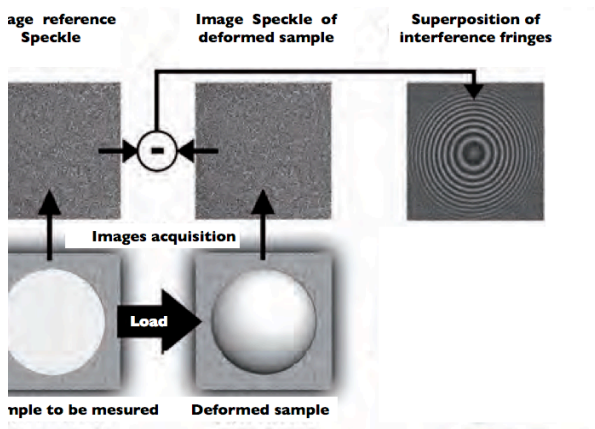 age reference
Speckle
Image Speckle of
deformed sample
Superposition of
interference fringes
-
Images acquisition
Load
mple to be mesured
Deformed sample